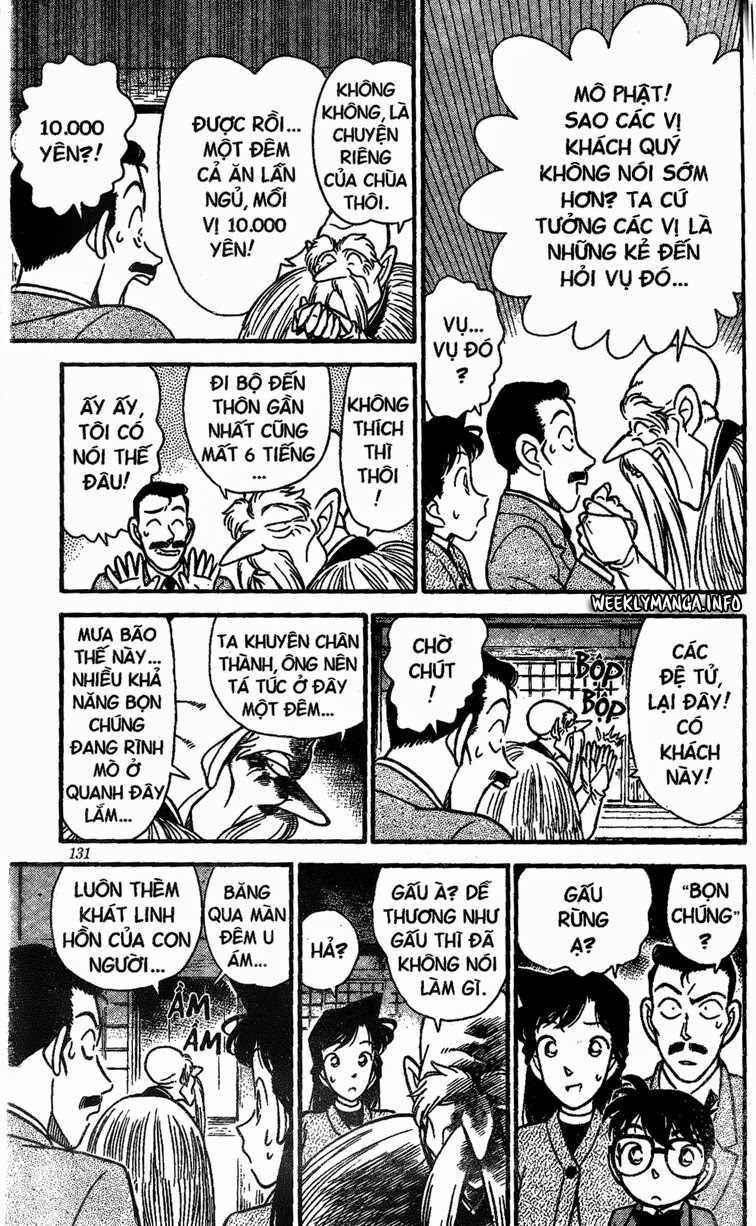 MÔ PHẬT!
SAO CÁC VỊ
KHÁCH QUÝ
KHÔNG NÓI SỚM
HƠN? TA CỨ
TƯỞNG CÁC VỊ LÀ
NHỮNG KẺ ĐẾN
HỎI VỤ ĐÓ...
VỤ...
VỤ ĐÓ
?
KHÔNG
KHÔNG, LÀ
CHUYỆN
RIÊNG
CỦA CHÙA
THÔI.
ĐƯỢC RỒI...
MỘT ĐÊM
CẢ ĂN LẪN
NGỦ, MỖI
VỊ 10.000
YÊN!
10.000
YÊN?!
KHÔNG
THÍCH
THÌ
THÔI
!
ĐI BỘ ĐẾN
THÔN GẦN
NHẤT CŨNG
MẤT 6 TIẾNG
...
ẤY ẤY,
TÔI CÓ
NÓI THẾ
ĐÂU!
WEEKLYMANGA.INFO
CÁC
ĐỆ TỬ,
LẠI ĐÂY!
CÓ
KHÁCH
NÀY!
BỘP
BỘP
CHỜ
CHÚT
!
TA KHUYÊN CHÂN
THÀNH, ÔNG NÊN
TÁ TÚC Ở ĐÂY
MỘT ĐÊM...
MƯA BÃO
THẾ NÀY...
NHIỀU KHẢ
NĂNG BỌN
CHÚNG
ĐANG RÌNH
MÒ Ở
QUANH ĐÂY
LẮM...
131
“BỌN
CHÚNG”
?
GẤU
RỪNG
Ạ?
GẤU À? DỄ
THƯƠNG NHƯ
GẤU THÌ ĐÃ
KHÔNG NÓI
LÀM GÌ.
HẢ?
BĂNG
QUA MÀN
ĐÊM U
ÁM...
LUÔN THÈM
KHÁT LINH
HỒN CỦA CON
NGƯỜI...
ẢM
ÁM